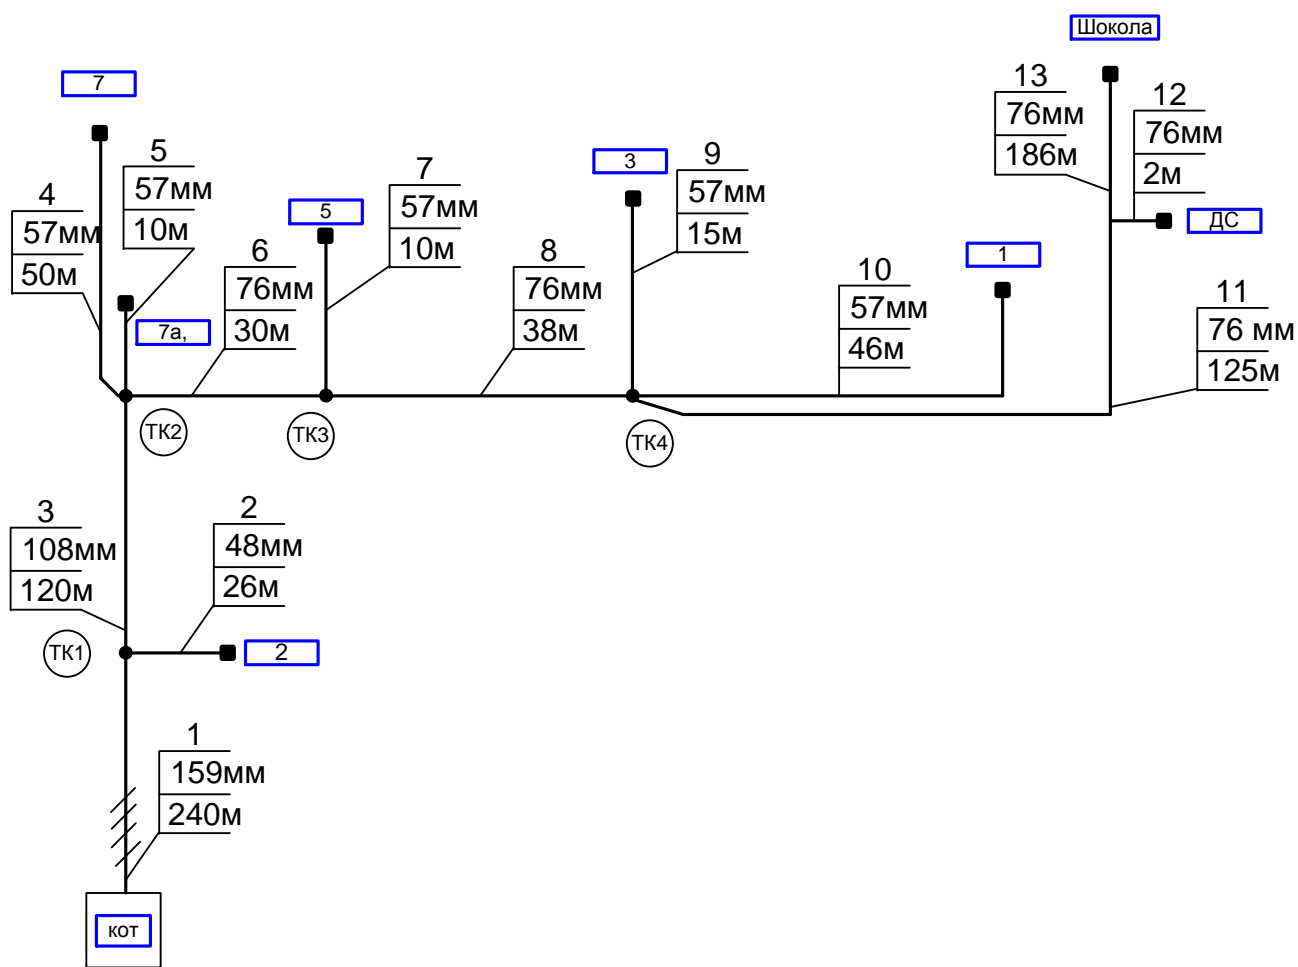 Шокола
7
13
76мм
186м
12
76мм
2м
ДС
5
57мм
10м
4
57мм
50м
7а,
6
76мм
30м
5
7
57мм
10м
8
76мм
38м
3
9
57мм
15м
10
57мм
46м
1
11
76 мм
125м
ТК2
ТК3
ТК4
3
108мм
120м
2
48мм
26м
ТК1
2
1
159мм
240м
кот